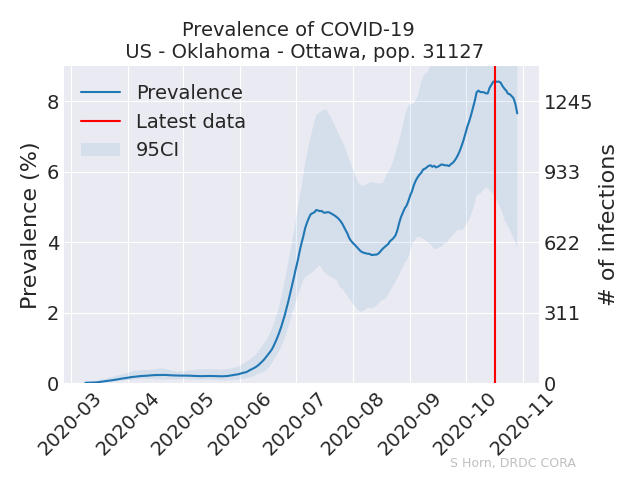 Prevalence of COVID-19
US - Oklahoma - Ottawa, pop. 31127
Prevalence
Latest data
95CI
Prevalence (%)
8
6
4
2
0
1245
933
622
311
0
# of infections
2020-03
2020-04
2020-05
2020-06
2020-07
2020-08
2020-09
2020-10
2020-11
S Horn, DRDC CORA